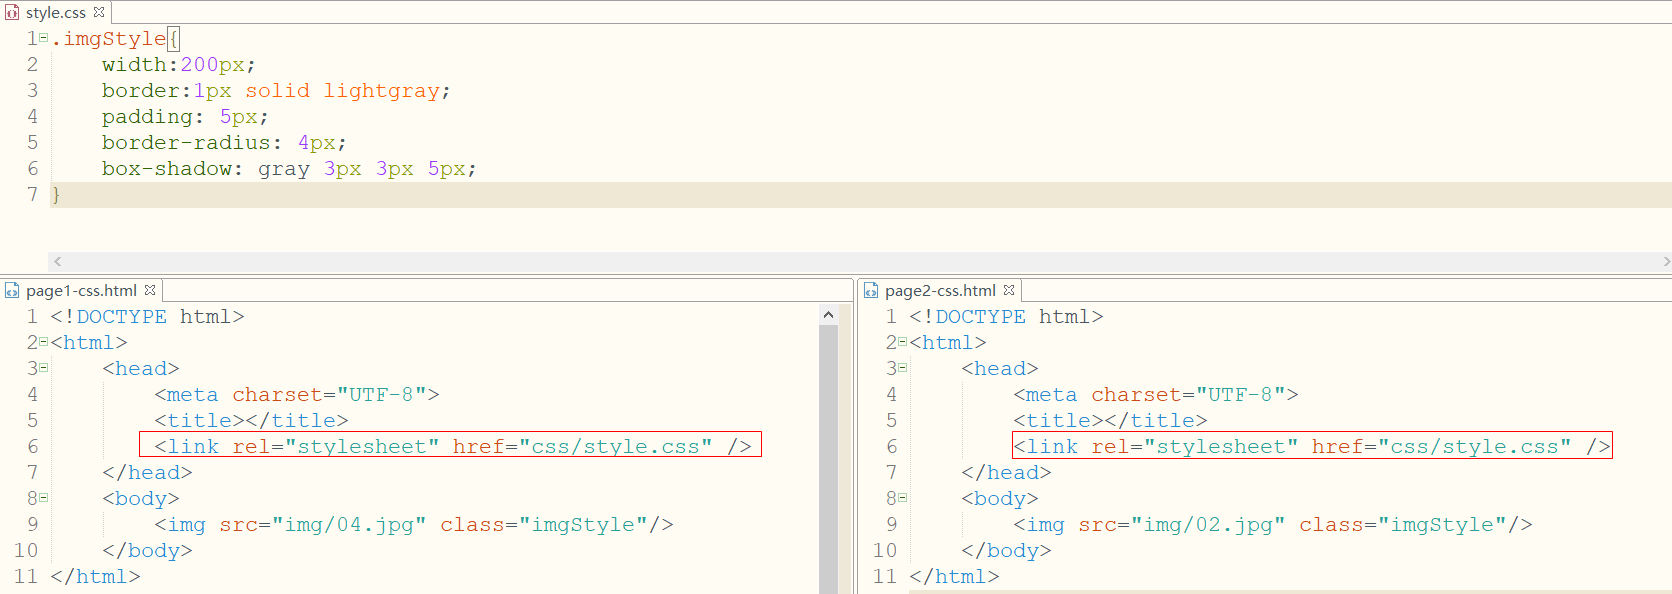 style.css
1 .imgStyle{
2 width:200px;
3 border:1px solid lightgray;
4 padding: 5px;
5 border-radius: 4px;
6 box-shadow: gray 3px 3px 5px;
7 }
page1-css.html
1 <!DOCTYPE html>
2 <html>
3 <head>
4 <meta charset="UTF-8">
5 <title></title>
6 <link rel="stylesheet" href="css/style.css" />
7 </head>
8 <body>
9 <img src="img/04.jpg" class="imgStyle"/>
10 </body>
11 </html>
page2-css.html
1 <!DOCTYPE html>
2 <html>
3 <head>
4 <meta charset="UTF-8">
5 <title></title>
6 <link rel="stylesheet" href="css/style.css" />
7 </head>
8 <body>
9 <img src="img/02.jpg" class="imgStyle"/>
10 </body>
11 </html>